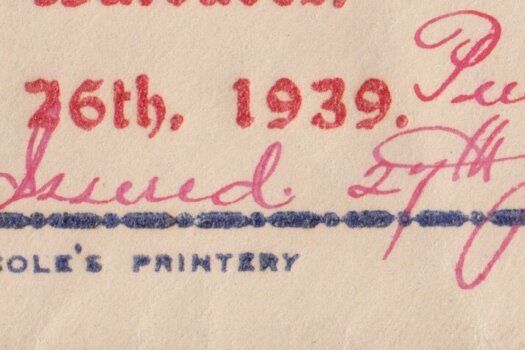 26th, 1939.
Issued. 27th
COLE'S PRINTERY